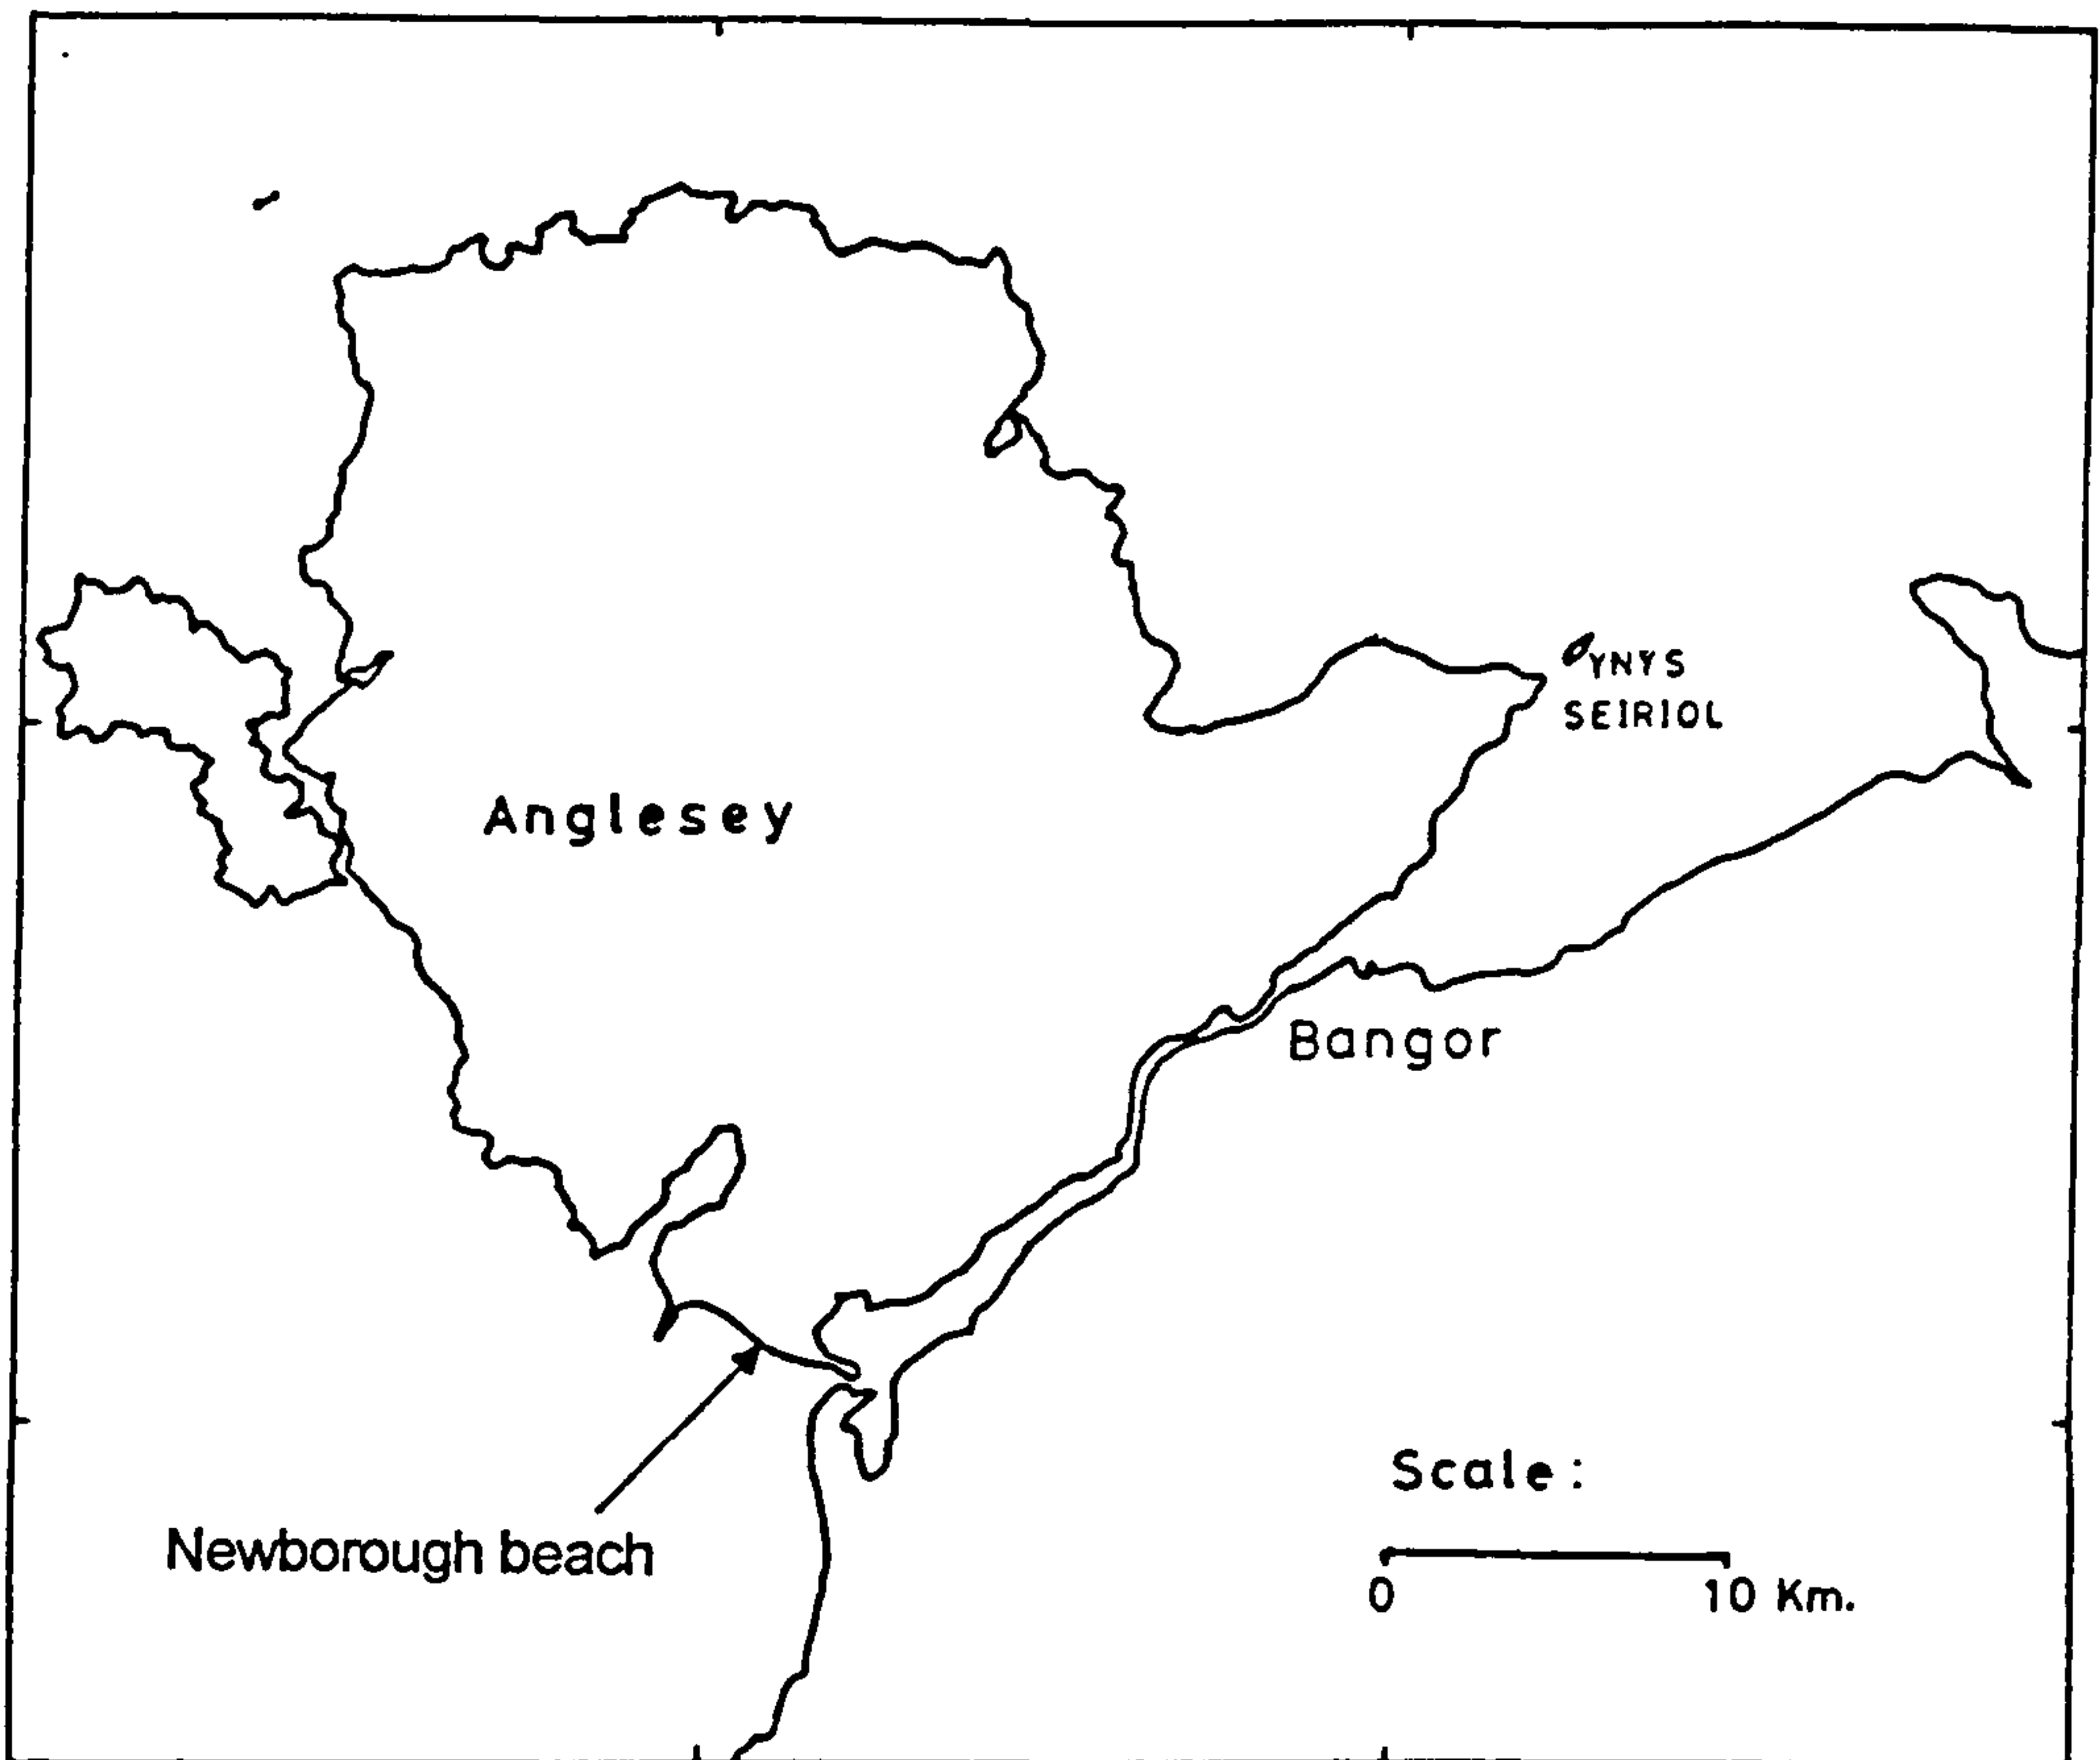 YNYS
SEIRIOL
Anglesey
Bangor
Scale :
Newborough beach
0 10 Km.